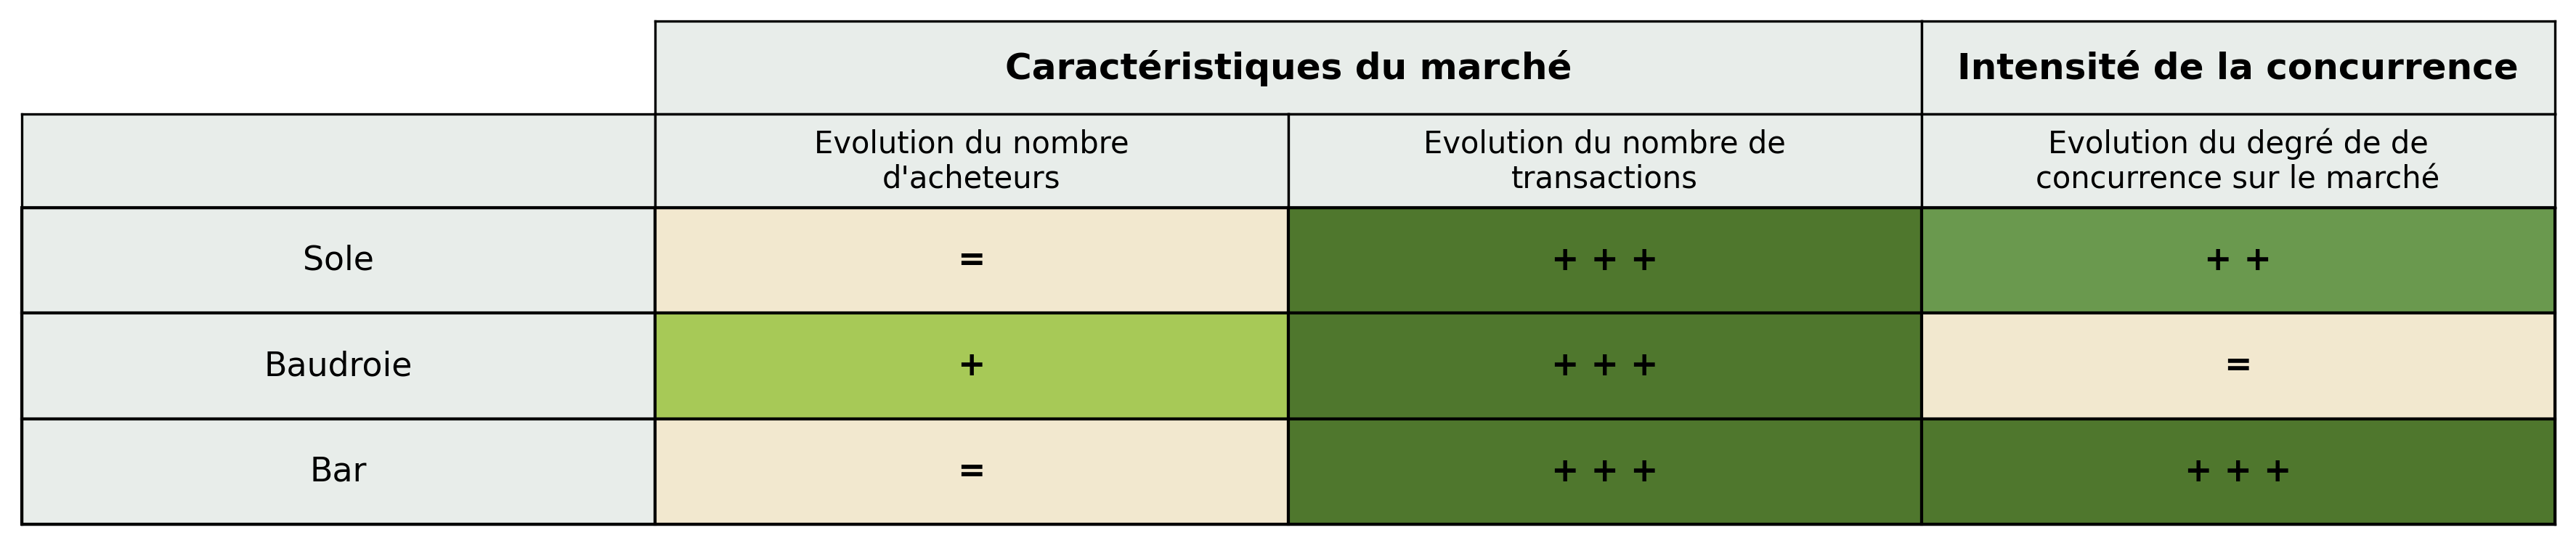 Caractéristiques du marché
Intensité de la concurrence
Evolution du nombre
d'acheteurs
Evolution du nombre de
transactions
Evolution du degré de de
concurrence sur le marché
Sole
=
+ + +
+ +
Baudroie
+
+ + +
=
Bar
=
+ + +
+ + +